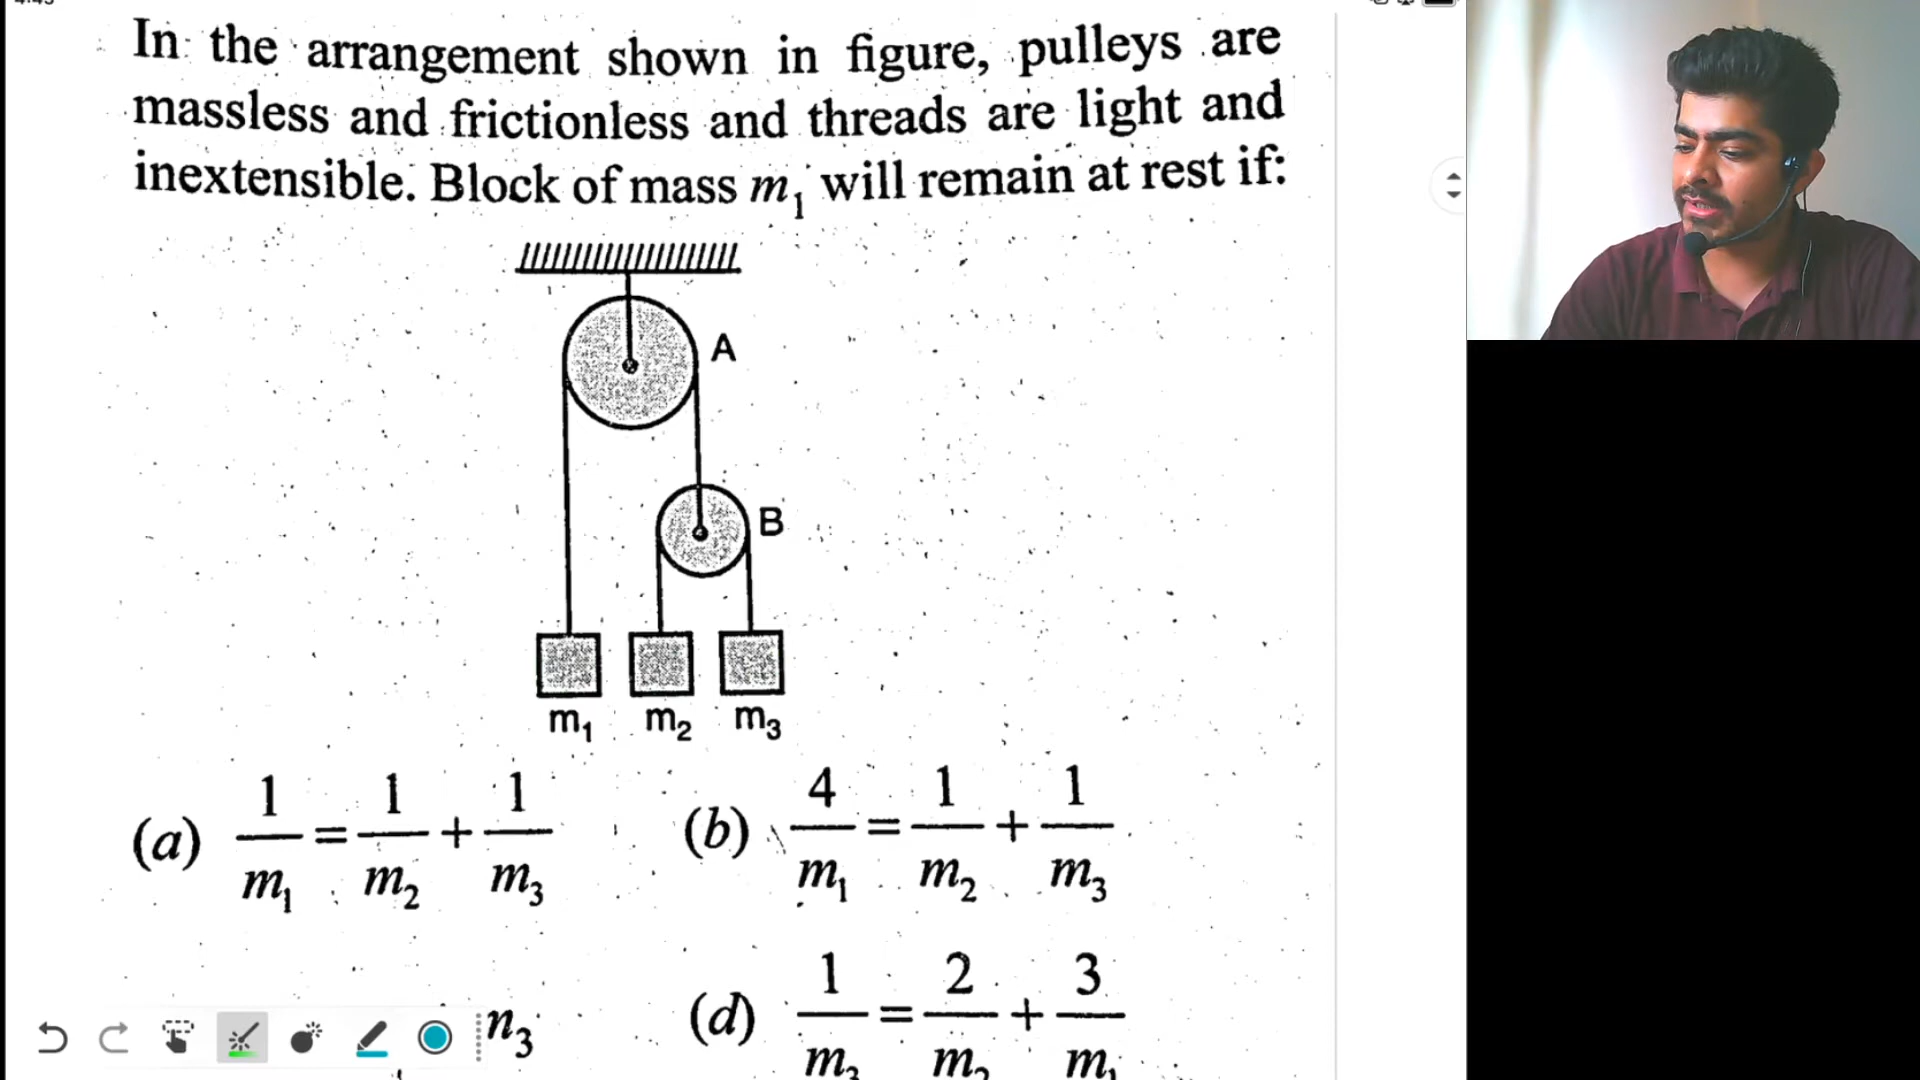 In the arrangement shown in figure, pulleys are
massless and frictionless and threads are light and
inextensible. Block of mass m₁ will remain at rest if:
A
B
m₁ m₂ m₃
(a) 1/m₁ = 1/m₂ + 1/m₃ (b) 4/m₁ = 1/m₂ + 1/m₃
(d) 1/m₃ = 2/m₂ + 3/m₁